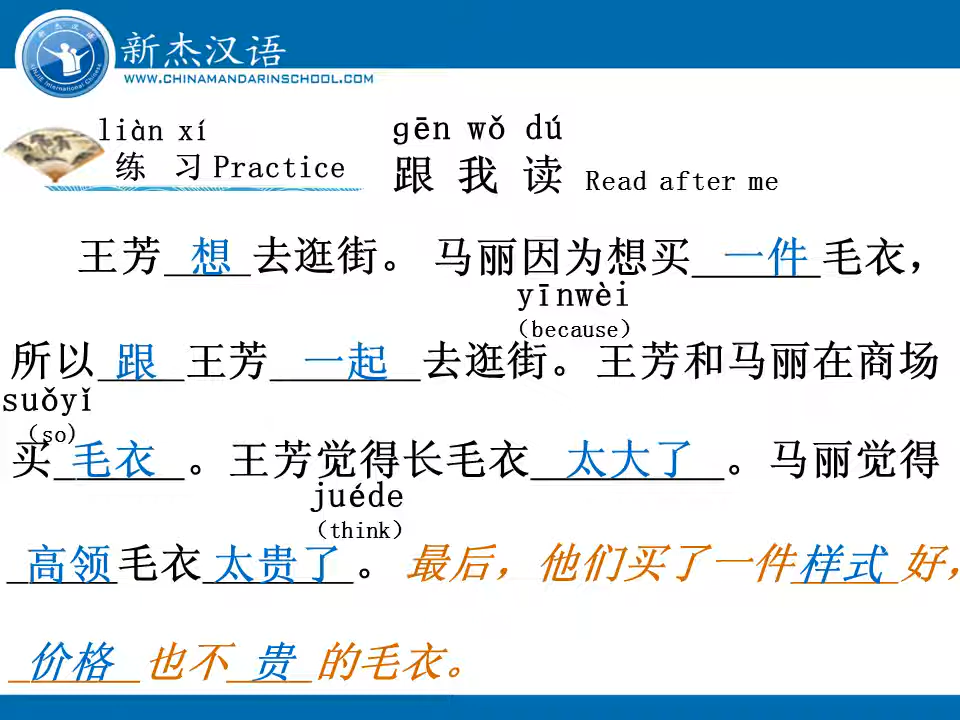 新杰汉语
WWW.CHINAMANDARINSCHOOL.COM
liàn xí
练 习 Practice
gēn wǒ dú
跟 我 读 Read after me
王芳 想 去逛街。马丽因为想买 一件 毛衣，
yīnwèi
（because）
所以 跟 王芳 一起 去逛街。王芳和马丽在商场
suǒyǐ
（so）
买 毛衣 。王芳觉得长毛衣 太大了 。马丽觉得
juéde
（think）
高领 毛衣 太贵了 。最后，他们买了一件 样式 好，
价格 也不 贵 的毛衣。